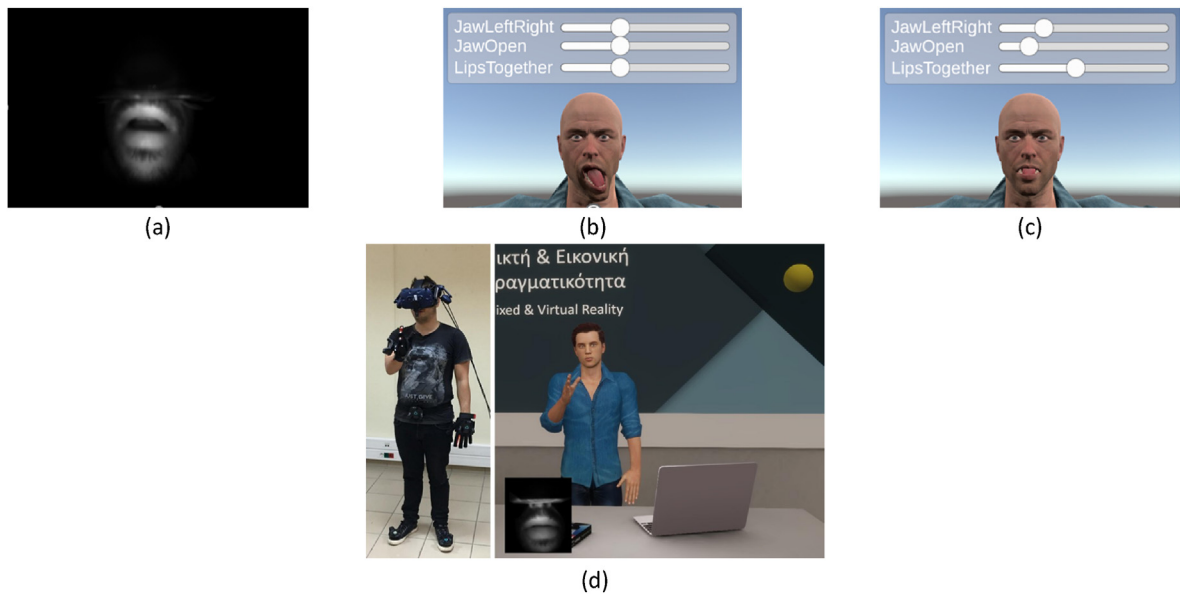 JawLeftRight
JawOpen
LipsTogether
JawLeftRight
JawOpen
LipsTogether
(a)
(b)
(c)
ικτή & Εικονική
ραγματικότητα
ixed & Virtual Reality
(d)